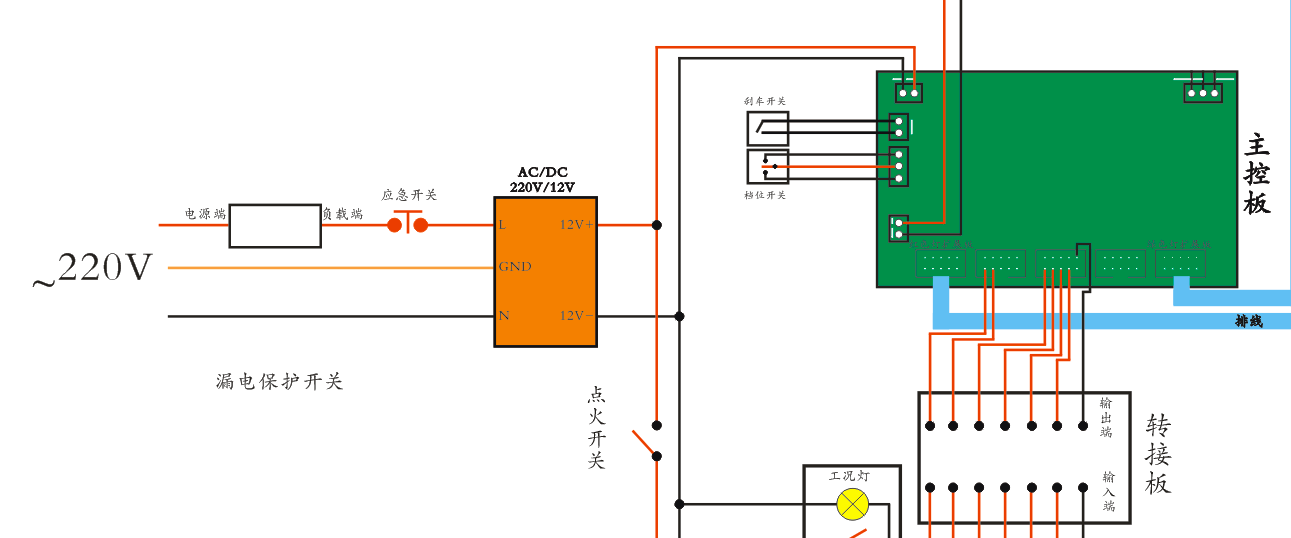 刹车开关
档位开关
主控板
AC/DC
220V/12V
应急开关
电源端
负载端
L
12V+
~220V
GND
N
12V-
排线
漏电保护开关
点火开关
输出端
转接板
工况灯
输入端